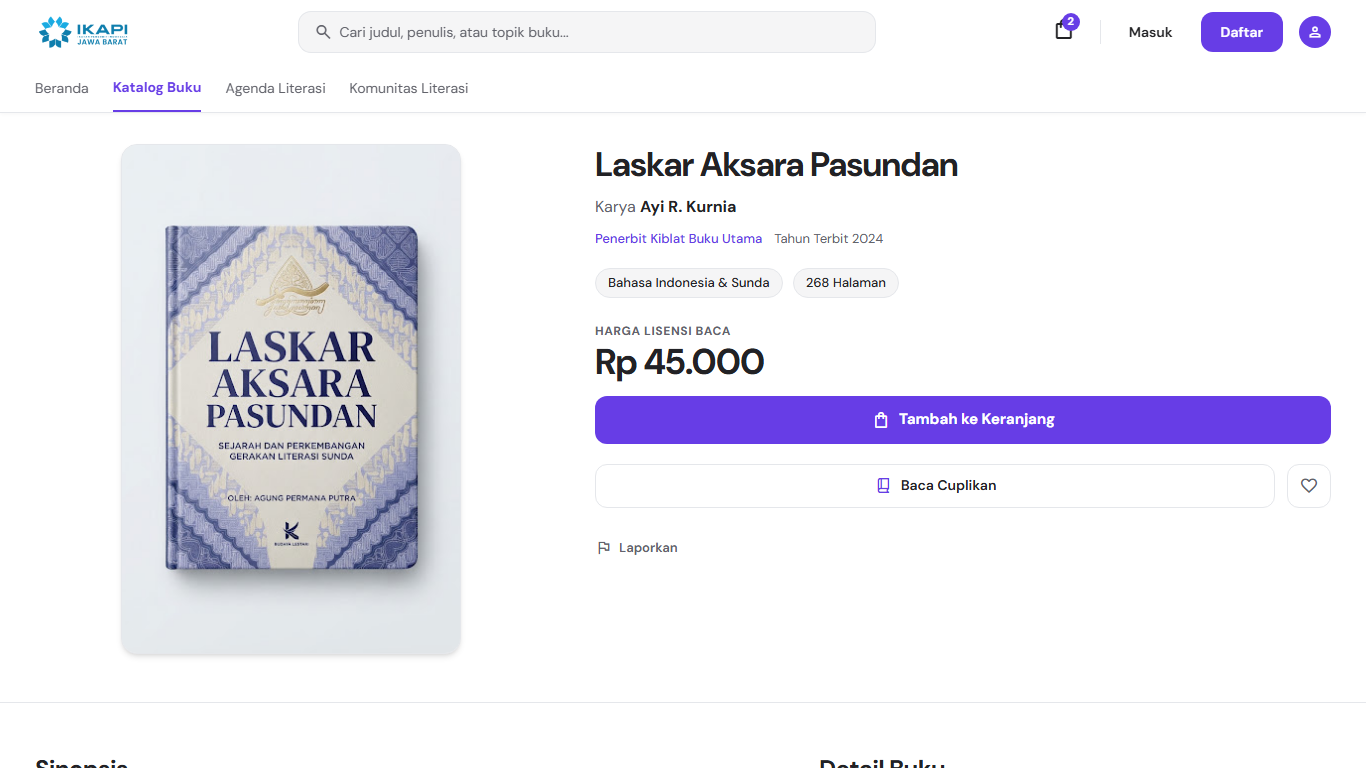 IKAPI
JAWA BARAT
Cari judul, penulis, atau topik buku...
2
Masuk
Daftar
Beranda
Katalog Buku
Agenda Literasi
Komunitas Literasi
LASKAR
AKSARA
PASUNDAN
SEJARAH DAN PERKEMBANGAN
GERAKAN LITERASI SUNDA
OLEH: AGUNG PERMANA PUTRA
Laskar Aksara Pasundan
Karya Ayi R. Kurnia
Penerbit Kiblat Buku Utama Tahun Terbit 2024
Bahasa Indonesia & Sunda
268 Halaman
HARGA LISENSI BACA
Rp 45.000
Tambah ke Keranjang
Baca Cuplikan
Laporkan
Sinopsis
Detail Buku